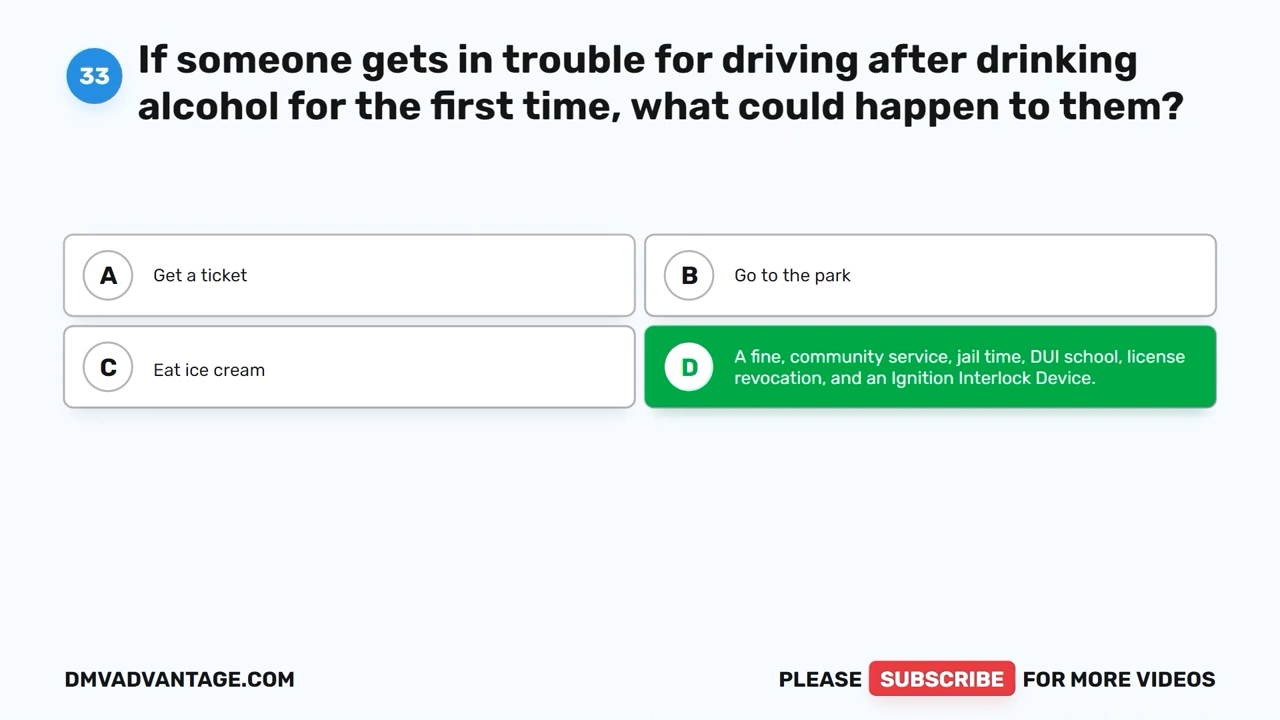 33
If someone gets in trouble for driving after drinking
alcohol for the first time, what could happen to them?
A
Get a ticket
B
Go to the park
C
Eat ice cream
D
A fine, community service, jail time, DUI school, license
revocation, and an Ignition Interlock Device.
DMVADVANTAGE.COM
PLEASE SUBSCRIBE FOR MORE VIDEOS